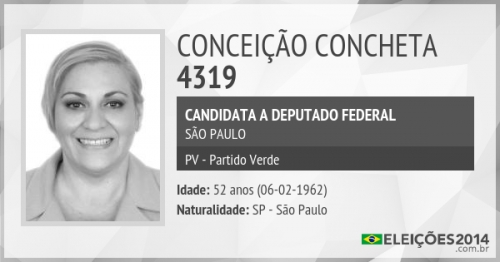 CONCEIÇÃO CONCHETA
4319
CANDIDATA A DEPUTADO FEDERAL
SÃO PAULO
PV - Partido Verde
Idade: 52 anos (06-02-1962)
Naturalidade: SP - São Paulo
ELEIÇÕES2014
.com.br